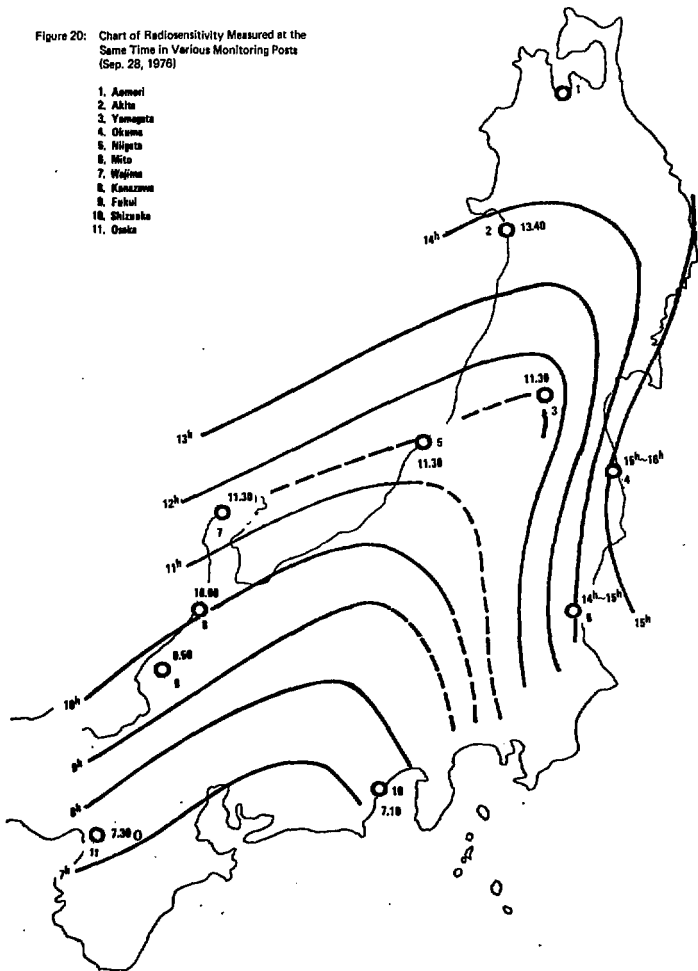 Figure 20: Chart of Radiosensitivity Measured at the
Same Time in Various Monitoring Posts
(Sep. 28, 1976)
1. Aomori
2. Akita
3. Yamagata
4. Okuma
5. Niigata
6. Mito
7. Wajima
8. Kanazawa
9. Fukui
10. Shizuoka
11. Osaka
1
14h
2 13.40
11.30
3
13h
5
11.30
15h~16h
4
12h
11.30
7
11h
10.00
8
14h~15h
6
15h
10h
9h
8h
10
7.10
7.30
11
7h